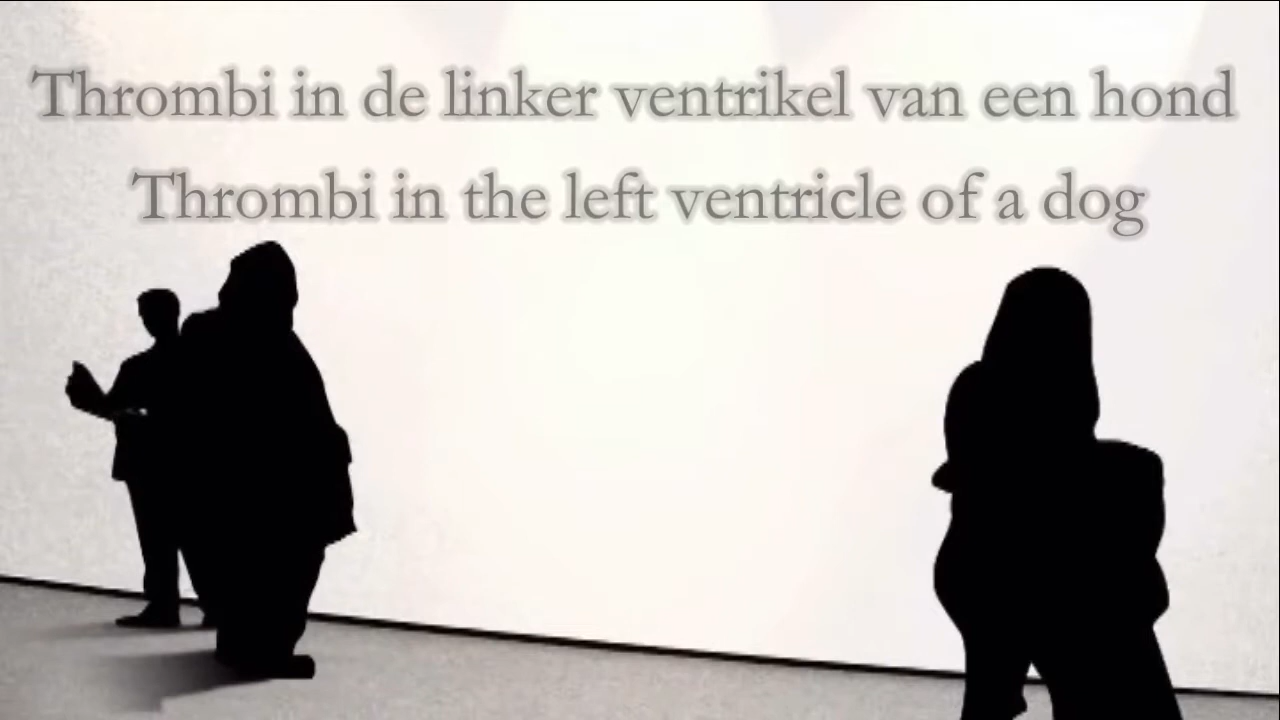 Thrombi in de linker ventrikel van een hond
Thrombi in the left ventricle of a dog